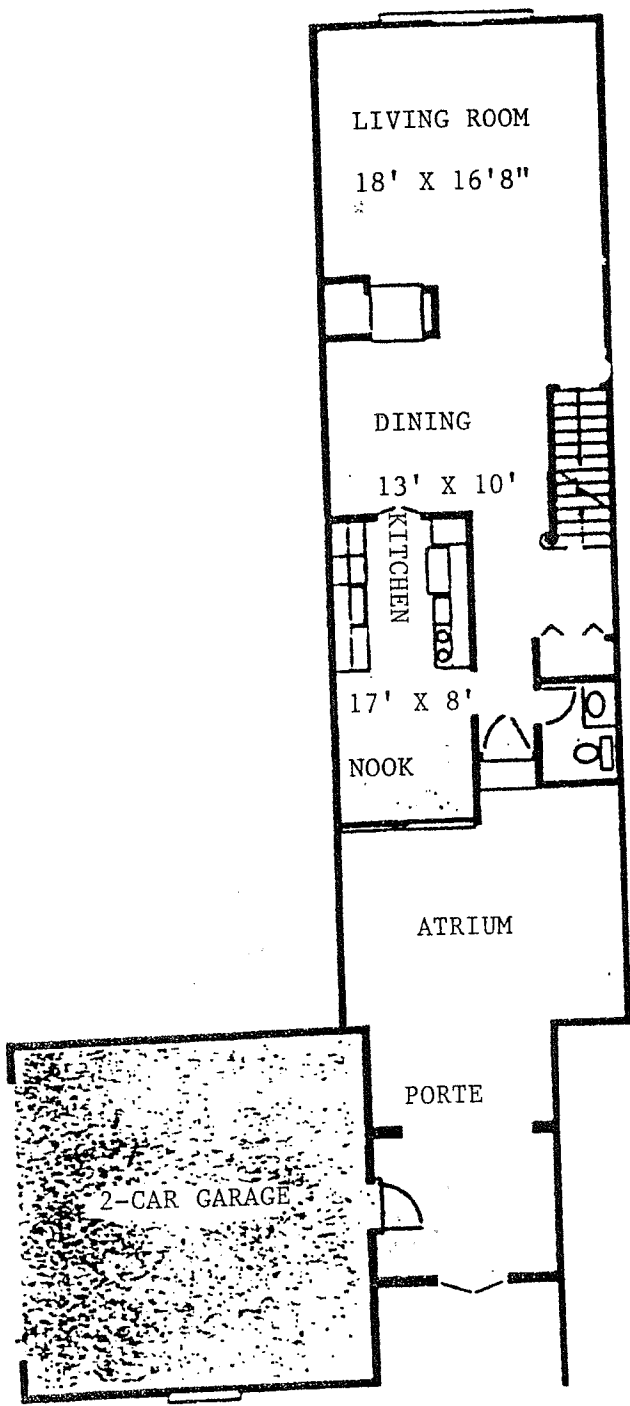 LIVING ROOM
18' X 16'8"
DINING
13' X 10'
KITCHEN
17' X 8'
NOOK
ATRIUM
PORTE
2-CAR GARAGE